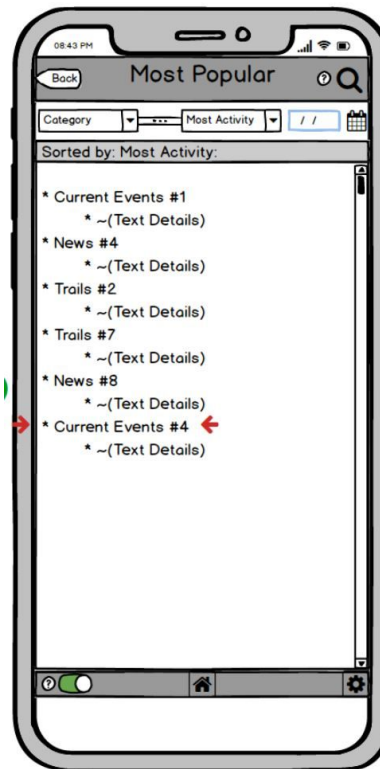 08:43 PM
Back Most Popular ?
Category ... Most Activity / /
Sorted by: Most Activity:
* Current Events #1
* ~(Text Details)
* News #4
* ~(Text Details)
* Trails #2
* ~(Text Details)
* Trails #7
* ~(Text Details)
* News #8
* ~(Text Details)
* Current Events #4
* ~(Text Details)
?